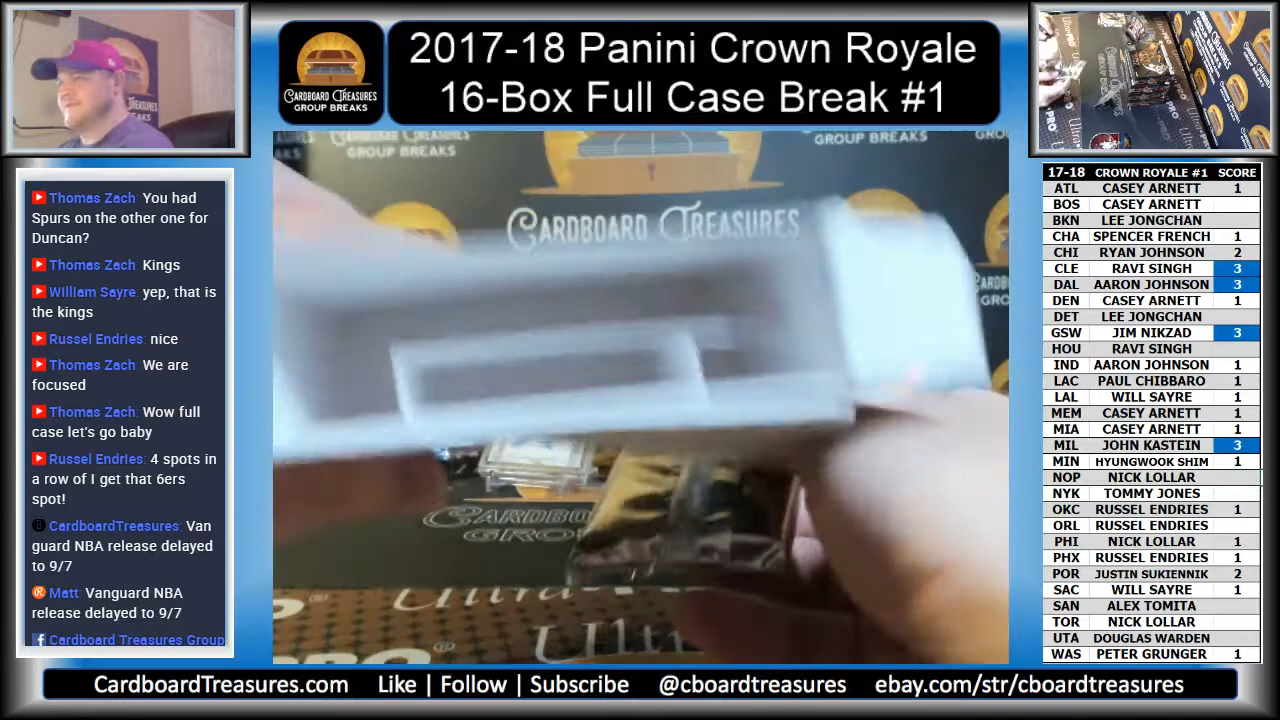 2017-18 Panini Crown Royale
16-Box Full Case Break #1
CARDBOARD TREASURES
GROUP BREAKS
Thomas Zach: You had
Spurs on the other one for
Duncan?
Thomas Zach: Kings
William Sayre: yep, that is
the kings
Russel Endries: nice
Thomas Zach: We are
focused
Thomas Zach: Wow full
case let's go baby
Russel Endries: 4 spots in
a row of I get that 6ers
spot!
CardboardTreasures: Van
guard NBA release delayed
to 9/7
Matt: Vanguard NBA
release delayed to 9/7
Cardboard Treasures Group
GROUP BREAKS
CARDBOARD TREASURES
CARDBO
GRO
Ultra
PRO
17-18 CROWN ROYALE #1 SCORE
ATL CASEY ARNETT 1
BOS CASEY ARNETT
BKN LEE JONGCHAN
CHA SPENCER FRENCH 1
CHI RYAN JOHNSON 2
CLE RAVI SINGH 3
DAL AARON JOHNSON 3
DEN CASEY ARNETT 1
DET LEE JONGCHAN
GSW JIM NIKZAD 3
HOU RAVI SINGH
IND AARON JOHNSON 1
LAC PAUL CHIBBARO 1
LAL WILL SAYRE 1
MEM CASEY ARNETT 1
MIA CASEY ARNETT 1
MIL JOHN KASTEIN 3
MIN HYUNGWOOK SHIM 1
NOP NICK LOLLAR
NYK TOMMY JONES
OKC RUSSEL ENDRIES 1
ORL RUSSEL ENDRIES
PHI NICK LOLLAR 1
PHX RUSSEL ENDRIES 1
POR JUSTIN SUKIENNIK 2
SAC WILL SAYRE 1
SAN ALEX TOMITA
TOR NICK LOLLAR
UTA DOUGLAS WARDEN
WAS PETER GRUNGER 1
CardboardTreasures.com Like | Follow | Subscribe @cboardtreasures ebay.com/str/cboardtreasures